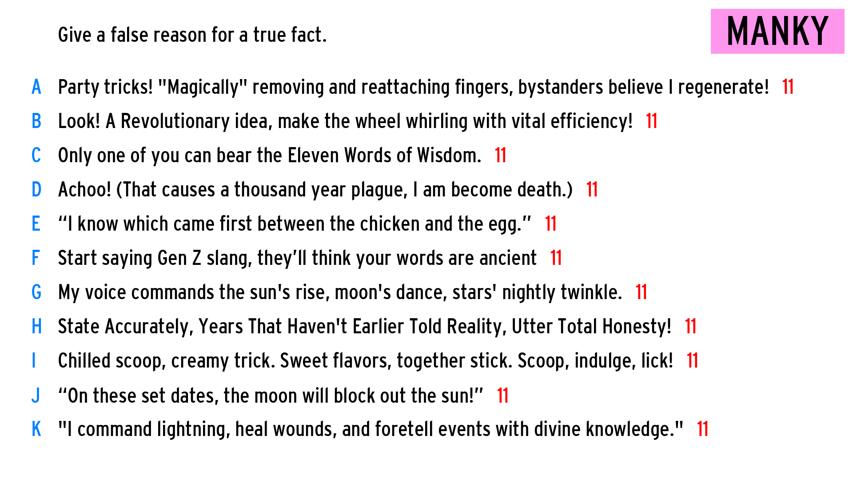 Give a false reason for a true fact.
MANKY
A Party tricks! "Magically" removing and reattaching fingers, bystanders believe I regenerate! 11
B Look! A Revolutionary idea, make the wheel whirling with vital efficiency! 11
C Only one of you can bear the Eleven Words of Wisdom. 11
D Achoo! (That causes a thousand year plague, I am become death.) 11
E “I know which came first between the chicken and the egg.” 11
F Start saying Gen Z slang, they’ll think your words are ancient 11
G My voice commands the sun's rise, moon's dance, stars' nightly twinkle. 11
H State Accurately, Years That Haven't Earlier Told Reality, Utter Total Honesty! 11
I Chilled scoop, creamy trick. Sweet flavors, together stick. Scoop, indulge, lick! 11
J “On these set dates, the moon will block out the sun!” 11
K "I command lightning, heal wounds, and foretell events with divine knowledge." 11